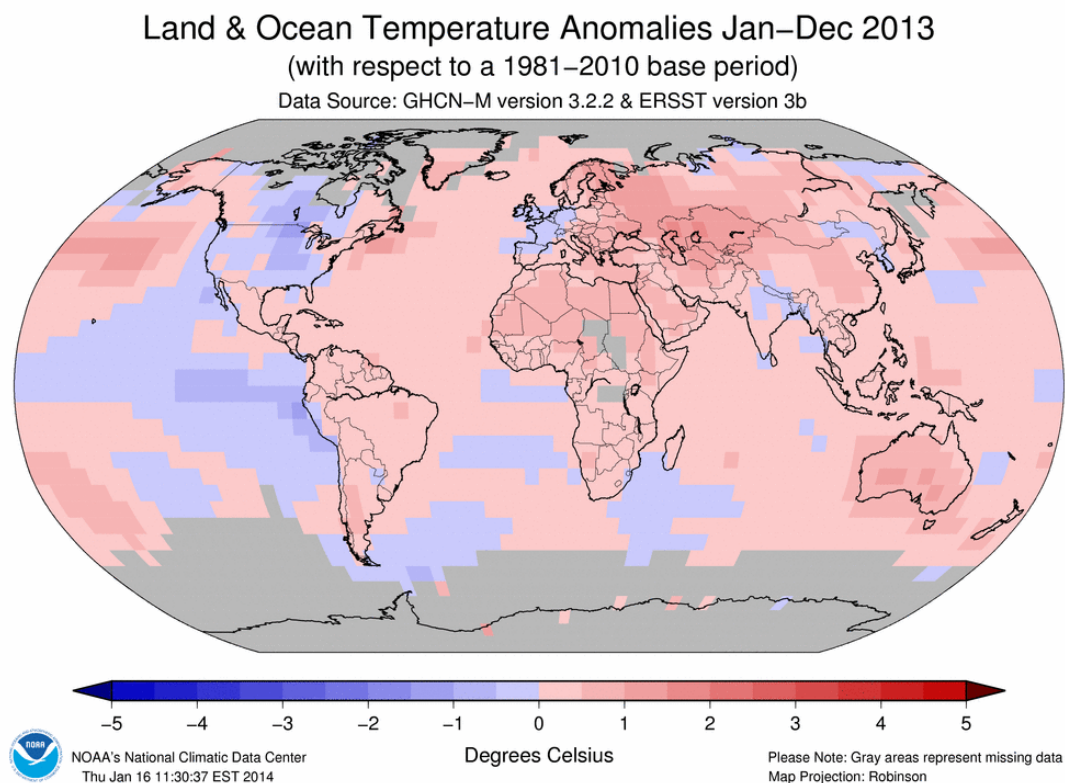 Land & Ocean Temperature Anomalies Jan−Dec 2013
(with respect to a 1981−2010 base period)
Data Source: GHCN−M version 3.2.2 & ERSST version 3b
−5 −4 −3 −2 −1 0 1 2 3 4 5
Degrees Celsius
NOAA
NOAA's National Climatic Data Center
Thu Jan 16 11:30:37 EST 2014
Please Note: Gray areas represent missing data
Map Projection: Robinson